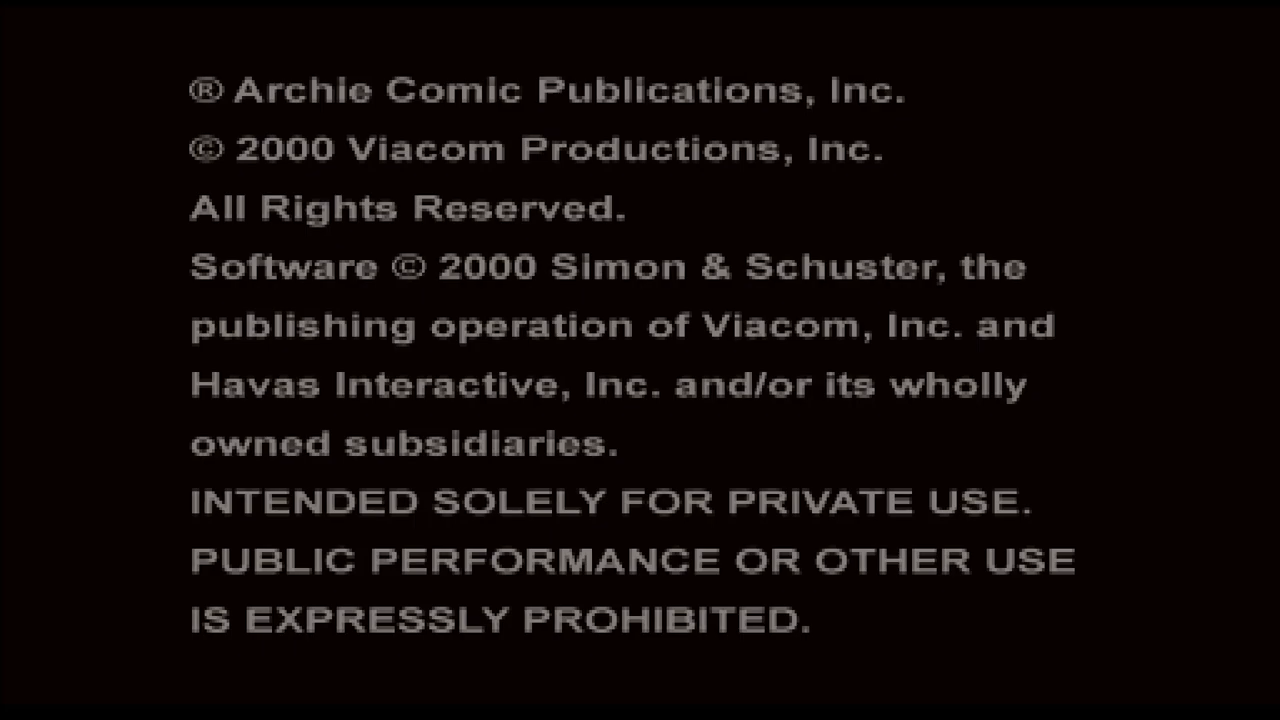 ® Archie Comic Publications, Inc.
© 2000 Viacom Productions, Inc.
All Rights Reserved.
Software © 2000 Simon & Schuster, the
publishing operation of Viacom, Inc. and
Havas Interactive, Inc. and/or its wholly
owned subsidiaries.
INTENDED SOLELY FOR PRIVATE USE.
PUBLIC PERFORMANCE OR OTHER USE
IS EXPRESSLY PROHIBITED.